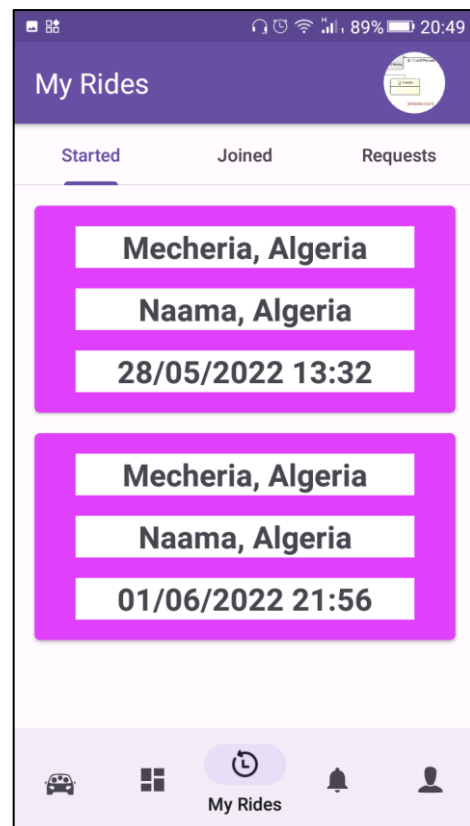 89% 20:49
My Rides
Started Joined Requests
Mecheria, Algeria
Naama, Algeria
28/05/2022 13:32
Mecheria, Algeria
Naama, Algeria
01/06/2022 21:56
My Rides